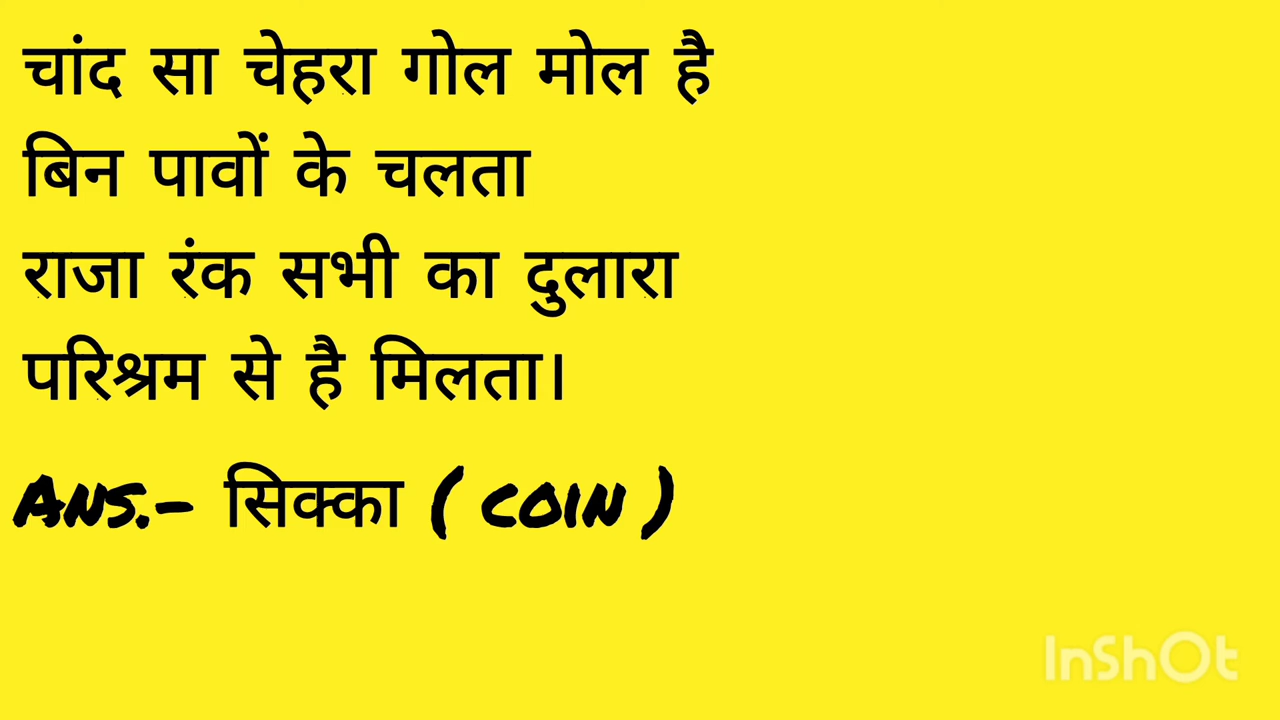 चांद सा चेहरा गोल मोल है
बिन पावों के चलता
राजा रंक सभी का दुलारा
परिश्रम से है मिलता।
Ans.- सिक्का ( coin )
InShOt